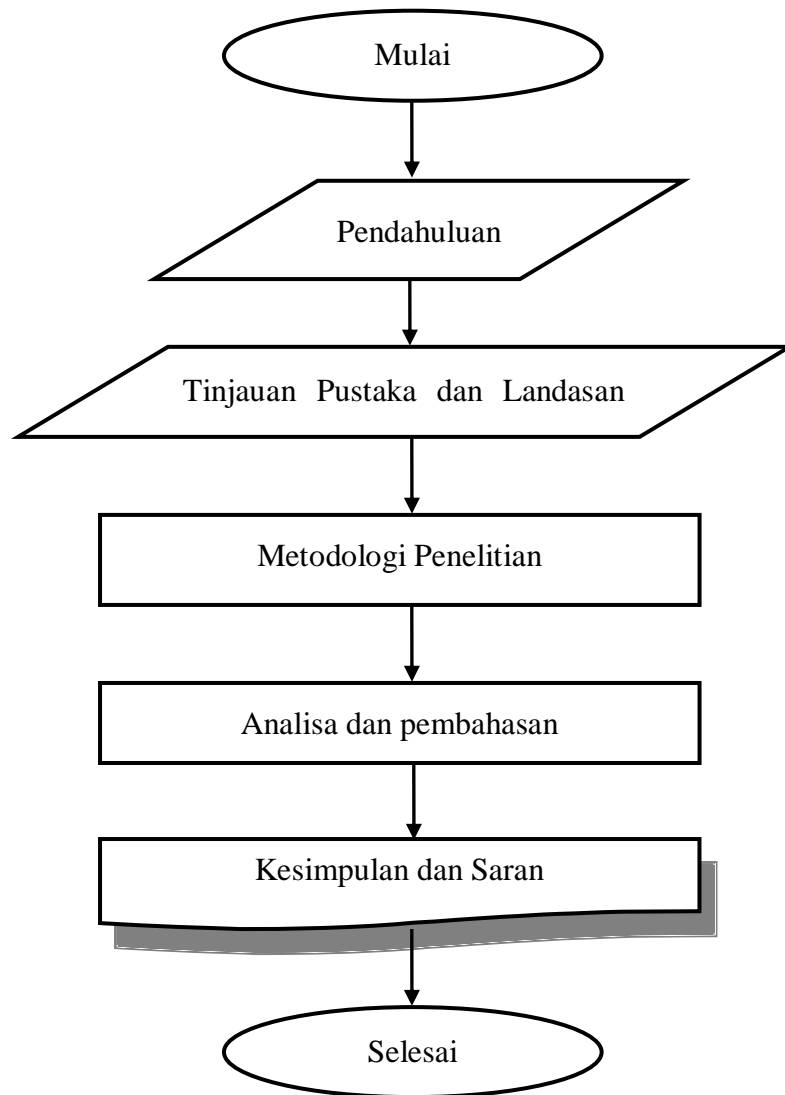 Mulai
Pendahuluan
Tinjauan Pustaka dan Landasan
Metodologi Penelitian
Analisa dan pembahasan
Kesimpulan dan Saran
Selesai